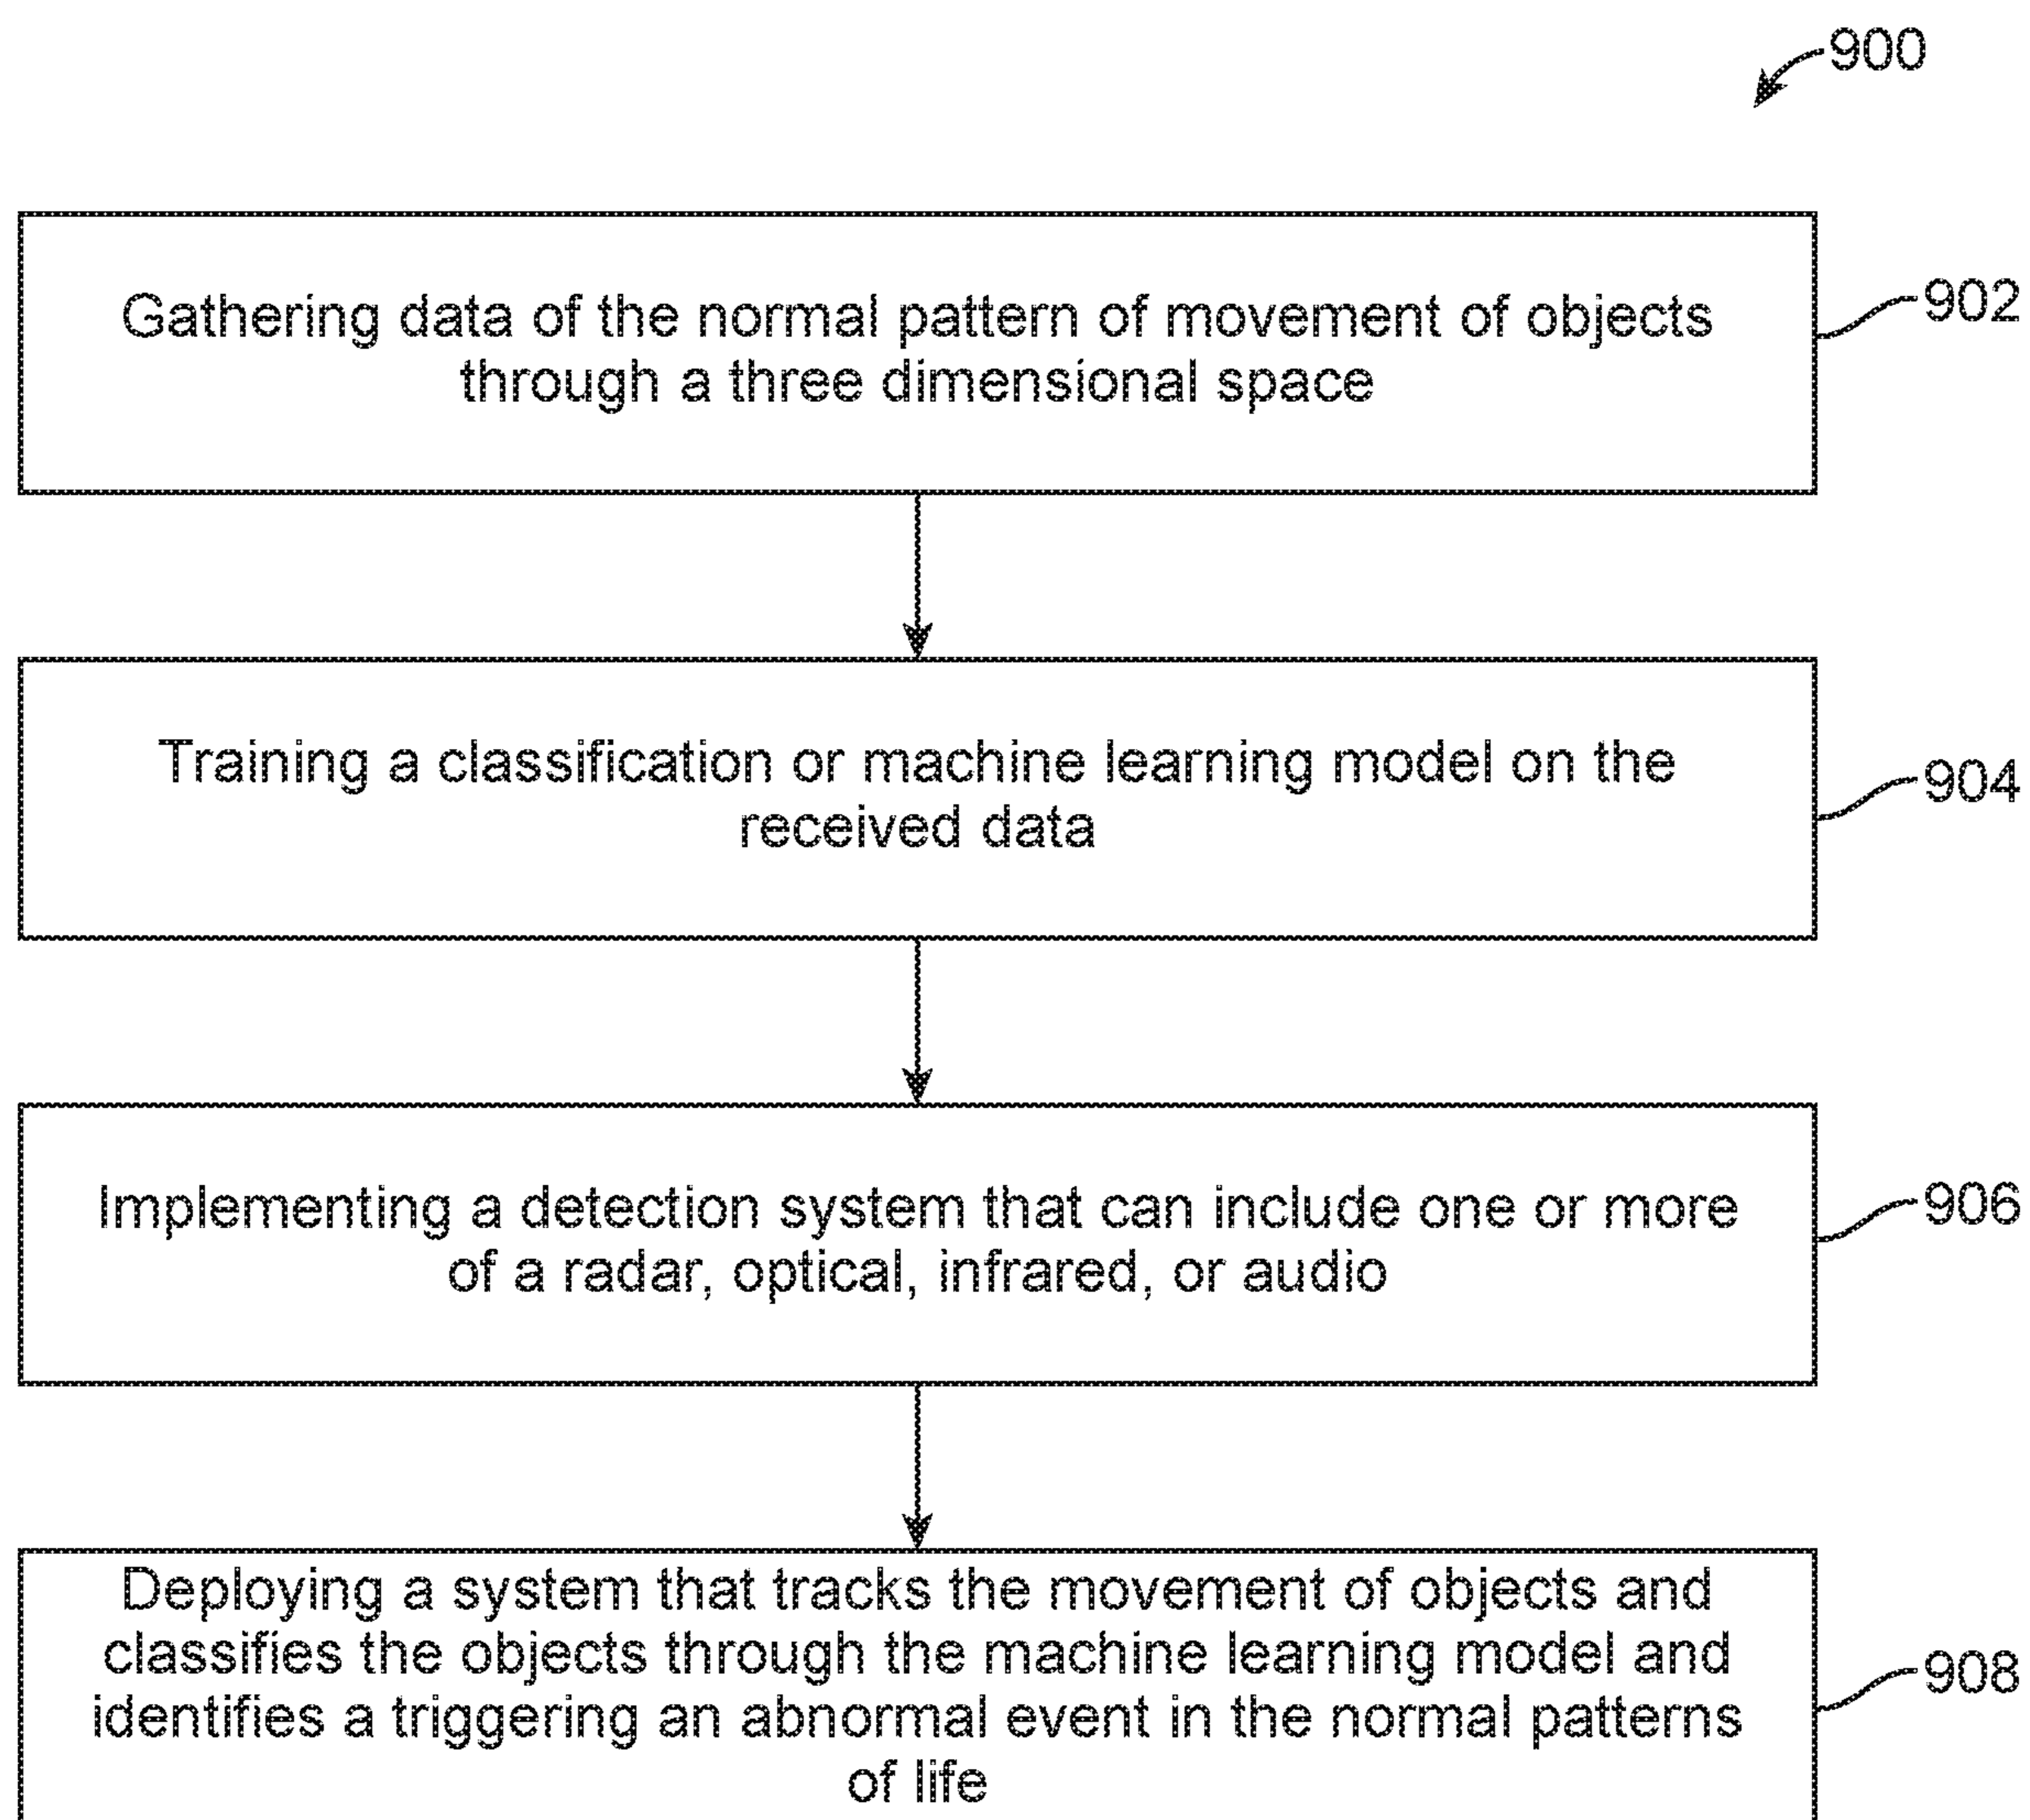 900
Gathering data of the normal pattern of movement of objects
through a three dimensional space
902
Training a classification or machine learning model on the
received data
904
Implementing a detection system that can include one or more
of a radar, optical, infrared, or audio
906
Deploying a system that tracks the movement of objects and
classifies the objects through the machine learning model and
identifies a triggering an abnormal event in the normal patterns
of life
908